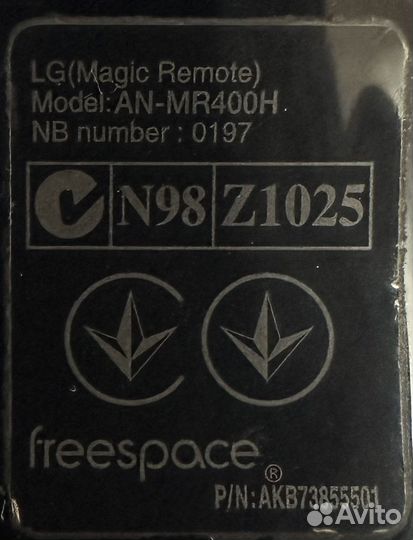 LG(Magic Remote)
Model:AN-MR400H
NB number : 0197
N98 Z1025
freespace®
P/N:AKB73855501
Avito